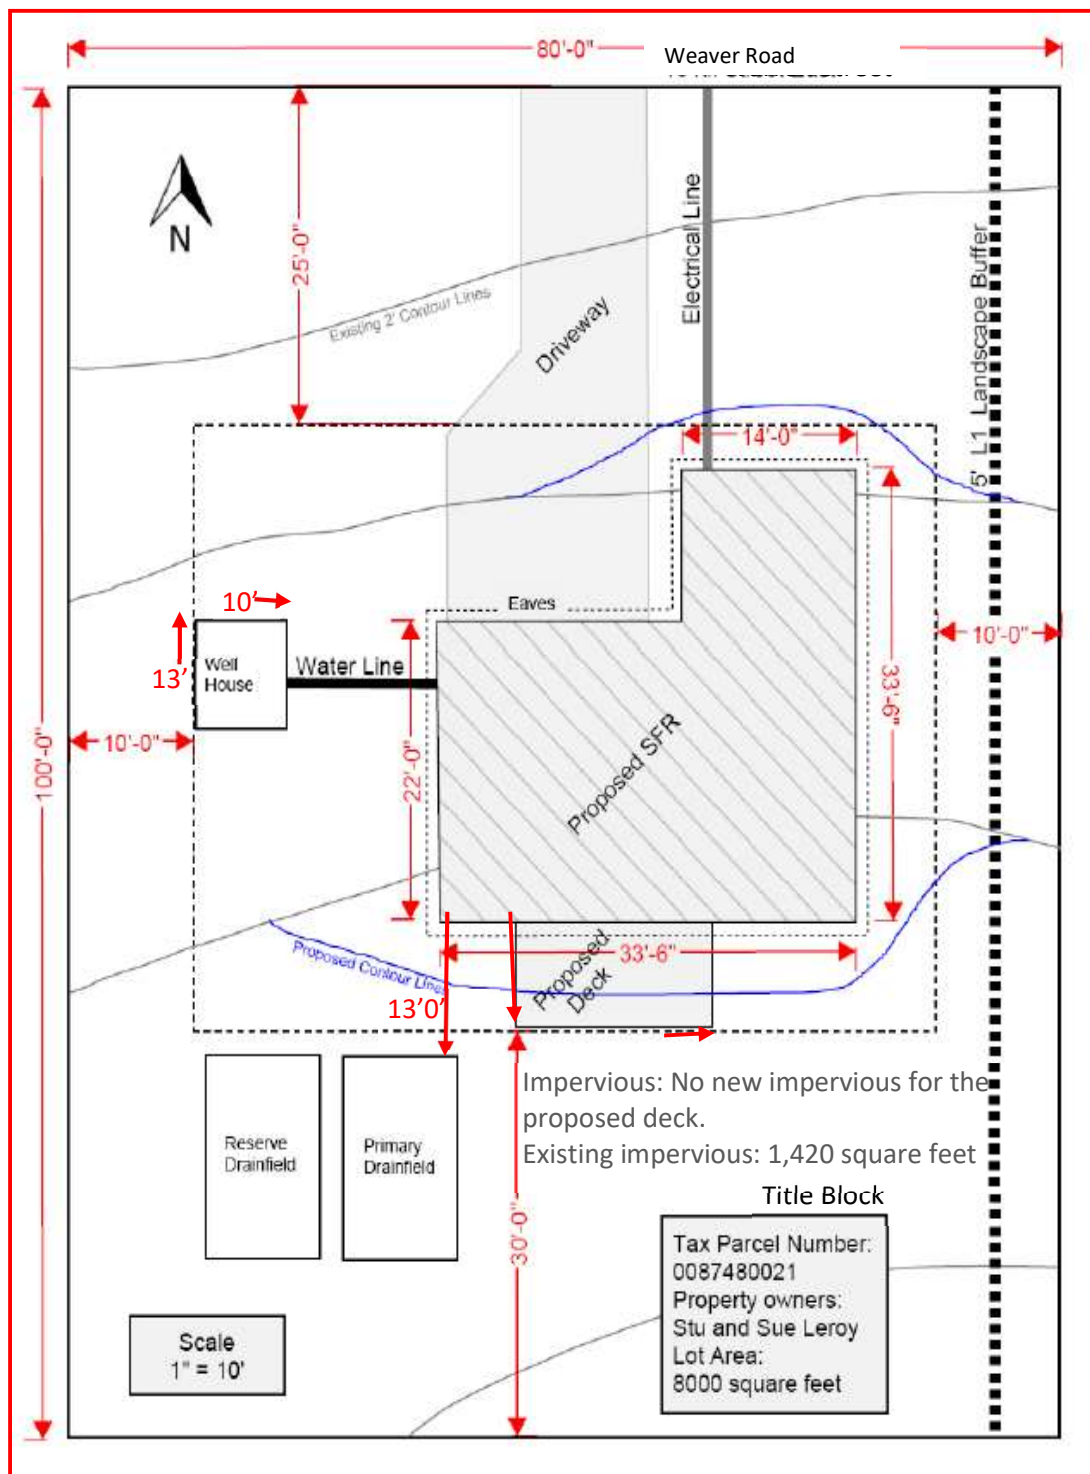 80'-0"
Weaver Road
N
25'-0"
Existing 2' Contour Lines
Driveway
Electrical Line
5' L1 Landscape Buffer
14'-0"
Eaves
10'
13'
Well
House
Water Line
10'-0"
10'-0"
100'-0"
22'-0"
33'-6"
Proposed SFR
33'-6"
Proposed Contour Lines
Proposed
Deck
13'0'
Impervious: No new impervious for the
proposed deck.
Existing impervious: 1,420 square feet
Reserve
Drainfield
Primary
Drainfield
30'-0"
Title Block
Tax Parcel Number:
0087480021
Property owners:
Stu and Sue Leroy
Lot Area:
8000 square feet
Scale
1" = 10'